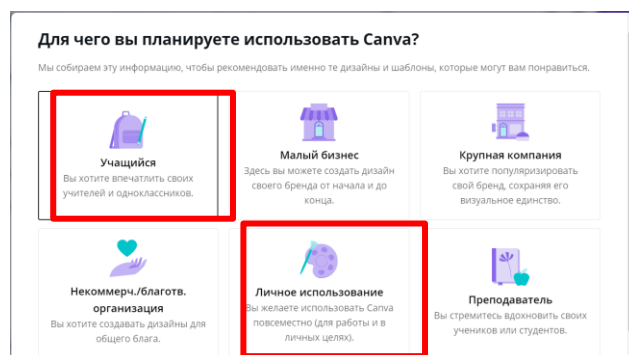 Для чего вы планируете использовать Canva?
Мы собираем эту информацию, чтобы рекомендовать именно те дизайны и шаблоны, которые могут вам понравиться.
Учащийся
Вы хотите впечатлить своих
учителей и одноклассников.
Малый бизнес
Здесь вы можете создать дизайн
своего бренда от начала и до
конца.
Крупная компания
Вы хотите популяризировать
свой бренд, сохраняя его
визуальное единство.
Некоммерч./благотв.
организация
Вы хотите создавать дизайны для
общего блага.
Личное использование
Вы желаете использовать Canva
повсеместно (для работы и в
личных целях).
Преподаватель
Вы стремитесь вдохновить своих
учеников или студентов.